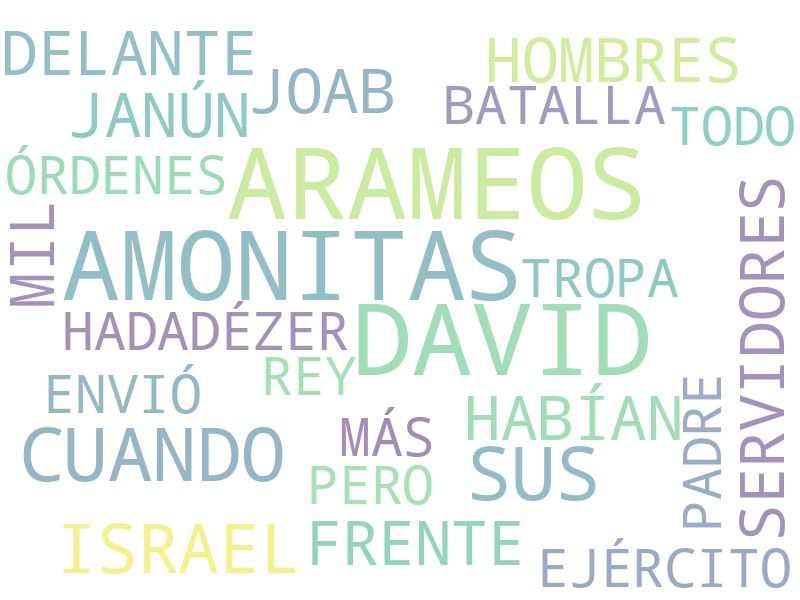 DELANTE
HOMBRES
JOAB
BATALLA
JANÚN
TODO
ÓRDENES
ARAMEOS
MIL
SERVIDORES
AMONITAS
TROPA
HADADÉZER
DAVID
REY
ENVIÓ
PADRE
HABÍAN
MÁS
CUANDO
SUS
PERO
ISRAEL
FRENTE
EJÉRCITO